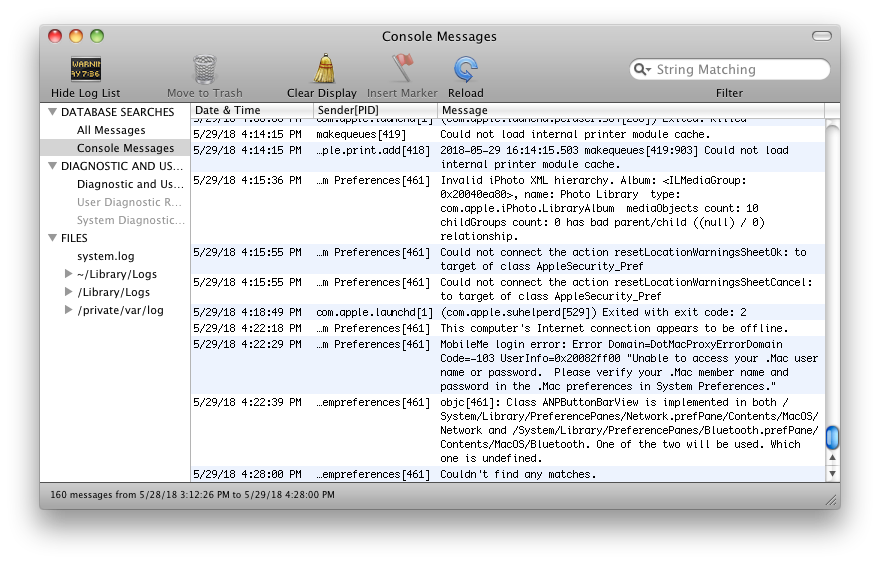 Console Messages
WARNIN
AY 7:36
Hide Log List
Move to Trash
Clear Display
Insert Marker
Reload
String Matching
Filter
DATABASE SEARCHES
All Messages
Console Messages
DIAGNOSTIC AND US...
Diagnostic and Us...
User Diagnostic R...
System Diagnostic...
FILES
system.log
~/Library/Logs
/Library/Logs
/private/var/log
Date & Time Sender[PID] Message
5/29/18 4:14:15 PM makequeues[419] Could not load internal printer module cache.
5/29/18 4:14:15 PM ...ple.print.add[418] 2018-05-29 16:14:15.503 makequeues[419:903] Could not load
internal printer module cache.
5/29/18 4:15:36 PM ...m Preferences[461] Invalid iPhoto XML hierarchy. Album: <ILMediaGroup:
0x20040ea80>, name: Photo Library type:
com.apple.iPhoto.LibraryAlbum mediaObjects count: 10
childGroups count: 0 has bad parent/child ((null) / 0)
relationship.
5/29/18 4:15:55 PM ...m Preferences[461] Could not connect the action resetLocationWarningsSheetOk: to
target of class AppleSecurity_Pref
5/29/18 4:15:55 PM ...m Preferences[461] Could not connect the action resetLocationWarningsSheetCancel:
to target of class AppleSecurity_Pref
5/29/18 4:18:49 PM com.apple.launchd[1] (com.apple.suhelperd[529]) Exited with exit code: 2
5/29/18 4:22:18 PM ...m Preferences[461] This computer's Internet connection appears to be offline.
5/29/18 4:22:29 PM ...m Preferences[461] MobileMe login error: Error Domain=DotMacProxyErrorDomain
Code=-103 UserInfo=0x20082ff00 "Unable to access your .Mac user
name or password. Please verify your .Mac member name and
password in the .Mac preferences in System Preferences."
5/29/18 4:22:39 PM ...empreferences[461] objc[461]: Class ANPButtonBarView is implemented in both /
System/Library/PreferencePanes/Network.prefPane/Contents/MacOS/
Network and /System/Library/PreferencePanes/Bluetooth.prefPane/
Contents/MacOS/Bluetooth. One of the two will be used. Which
one is undefined.
5/29/18 4:28:00 PM ...empreferences[461] Couldn't find any matches.
160 messages from 5/28/18 3:12:26 PM to 5/29/18 4:28:00 PM